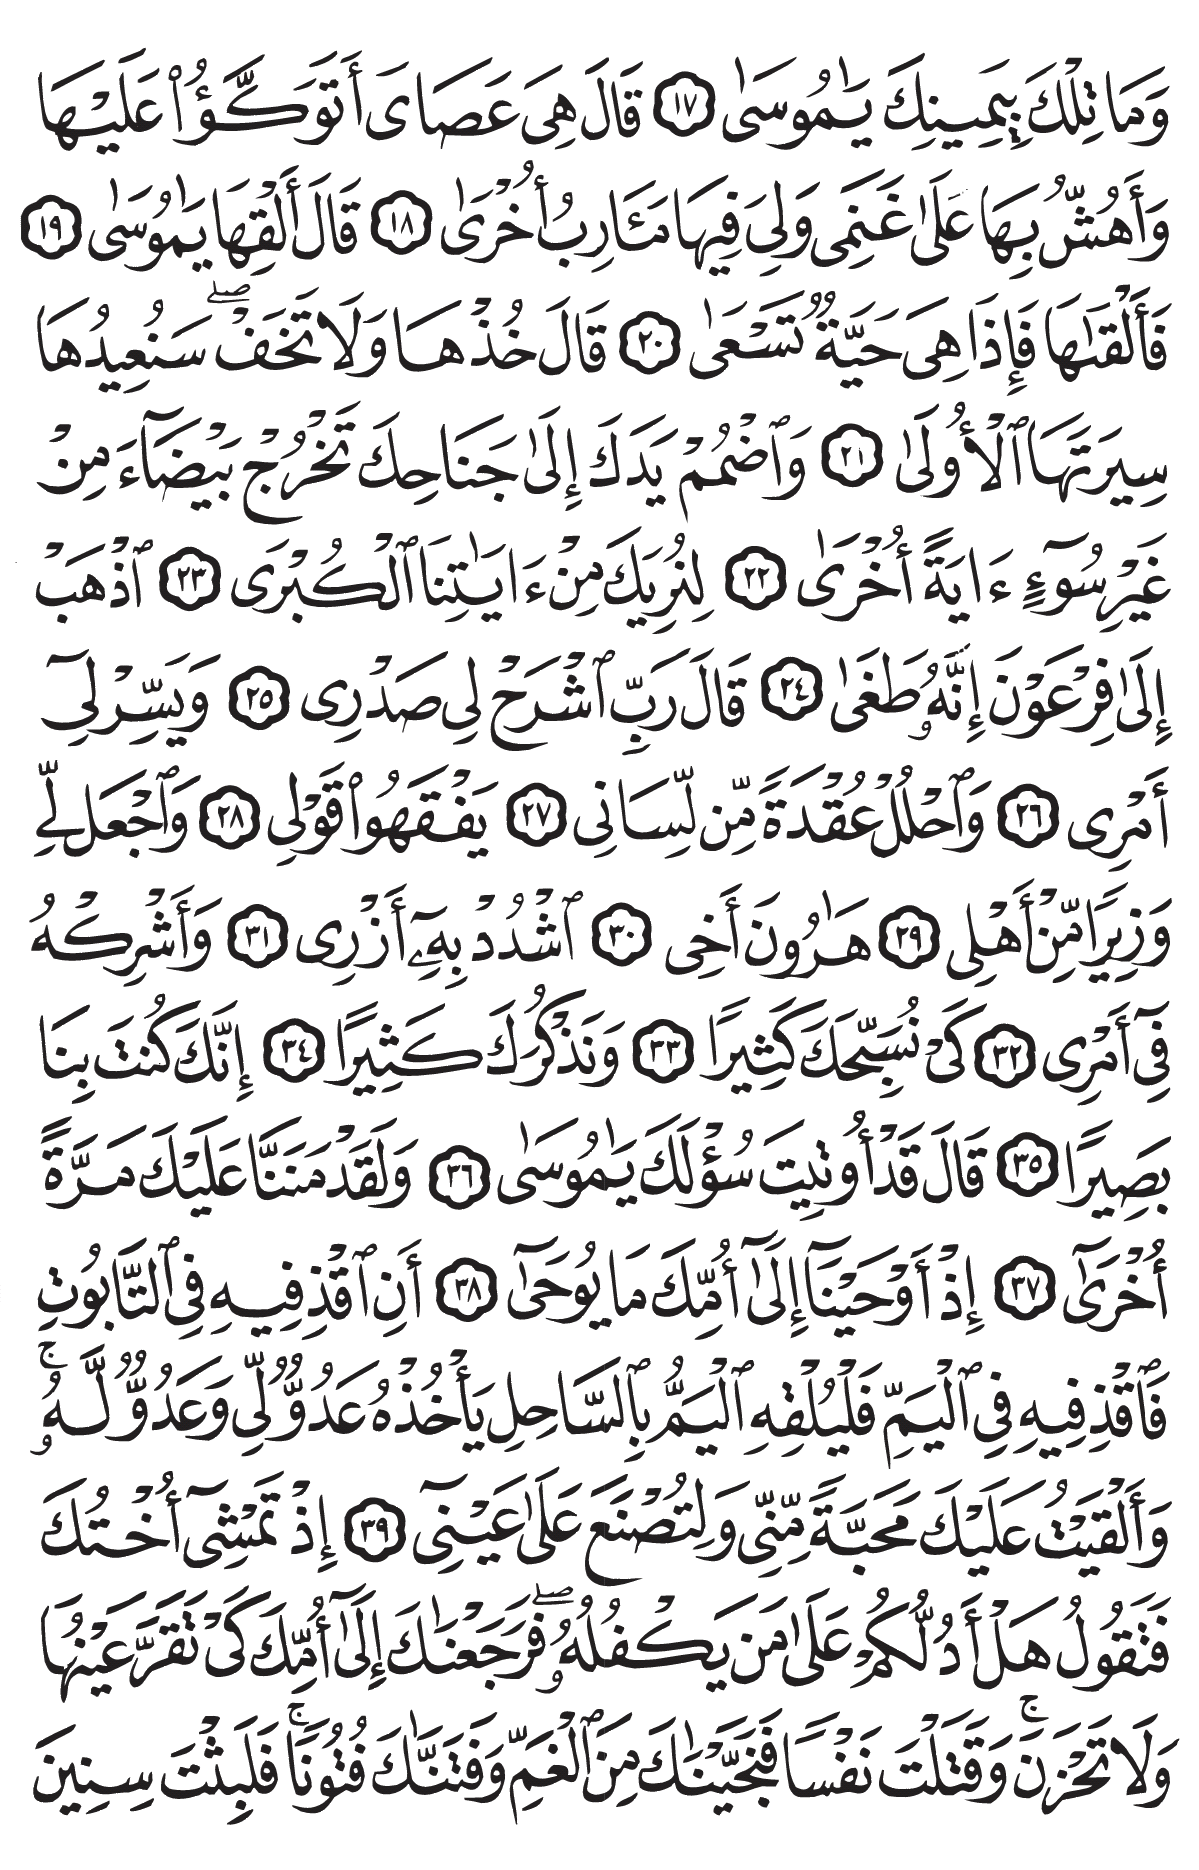 وَمَا تِلْكَ بِيَمِينِكَ يَٰمُوسَىٰ ١٧ قَالَ هِىَ عَصَاىَ أَتَوَكَّؤُا۟ عَلَيْهَا
وَأَهُشُّ بِهَا عَلَىٰ غَنَمِى وَلِىَ فِيهَا مَـَٔارِبُ أُخْرَىٰ ١٨ قَالَ أَلْقِهَا يَٰمُوسَىٰ ١٩
فَأَلْقَىٰهَا فَإِذَا هِىَ حَيَّةٌ تَسْعَىٰ ٢٠ قَالَ خُذْهَا وَلَا تَخَفْ ۖ سَنُعِيدُهَا
سِيرَتَهَا ٱلْأُولَىٰ ٢١ وَٱضْمُمْ يَدَكَ إِلَىٰ جَنَاحِكَ تَخْرُجْ بَيْضَآءَ مِنْ
غَيْرِ سُوٓءٍ ءَايَةً أُخْرَىٰ ٢٢ لِنُرِيَكَ مِنْ ءَايَٰتِنَا ٱلْكُبْرَى ٢٣ ٱذْهَبْ
إِلَىٰ فِرْعَوْنَ إِنَّهُۥ طَغَىٰ ٢٤ قَالَ رَبِّ ٱشْرَحْ لِى صَدْرِى ٢٥ وَيَسِّرْ لِىٓ
أَمْرِى ٢٦ وَٱحْلُلْ عُقْدَةً مِّن لِّسَانِى ٢٧ يَفْقَهُوا۟ قَوْلِى ٢٨ وَٱجْعَل لِّى
وَزِيرًا مِّنْ أَهْلِى ٢٩ هَٰرُونَ أَخِى ٣٠ ٱشْدُدْ بِهِۦٓ أَزْرِى ٣١ وَأَشْرِكْهُ
فِىٓ أَمْرِى ٣٢ كَىْ نُسَبِّحَكَ كَثِيرًا ٣٣ وَنَذْكُرَكَ كَثِيرًا ٣٤ إِنَّكَ كُنتَ بِنَا
بَصِيرًا ٣٥ قَالَ قَدْ أُوتِيتَ سُؤْلَكَ يَٰمُوسَىٰ ٣٦ وَلَقَدْ مَنَنَّا عَلَيْكَ مَرَّةً
أُخْرَىٰٓ ٣٧ إِذْ أَوْحَيْنَآ إِلَىٰٓ أُمِّكَ مَا يُوحَىٰٓ ٣٨ أَنِ ٱقْذِفِيهِ فِى ٱلتَّابُوتِ
فَٱقْذِفِيهِ فِى ٱلْيَمِّ فَلْيُلْقِهِ ٱلْيَمُّ بِٱلسَّاحِلِ يَأْخُذْهُ عَدُوٌّ لِّى وَعَدُوٌّ لَّهُۥ ۚ
وَأَلْقَيْتُ عَلَيْكَ مَحَبَّةً مِّنِّى وَلِتُصْنَعَ عَلَىٰ عَيْنِىٓ ٣٩ إِذْ تَمْشِىٓ أُخْتُكَ
فَتَقُولُ هَلْ أَدُلُّكُمْ عَلَىٰ مَن يَكْفُلُهُۥ ۖ فَرَجَعْنَٰكَ إِلَىٰٓ أُمِّكَ كَىْ تَقَرَّ عَيْنُهَا
وَلَا تَحْزَنَ ۚ وَقَتَلْتَ نَفْسًا فَنَجَّيْنَٰكَ مِنَ ٱلْغَمِّ وَفَتَنَّٰكَ فُتُونًا ۚ فَلَبِثْتَ سِنِينَ